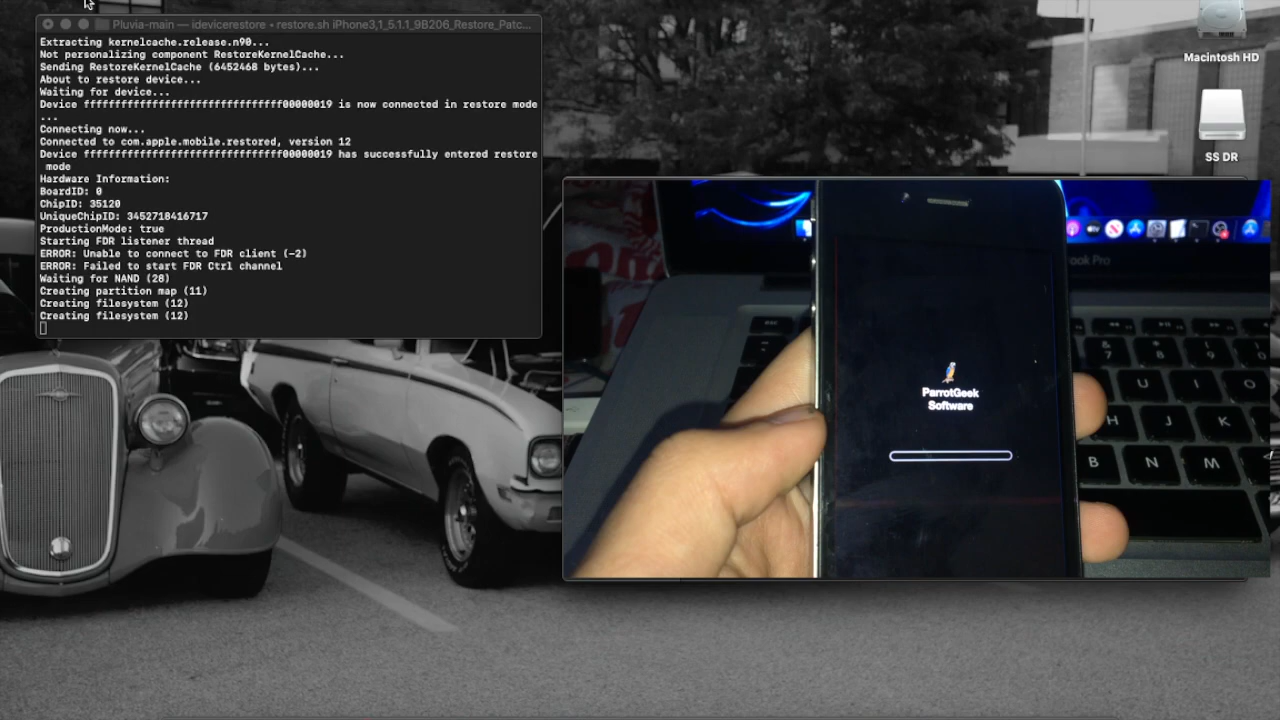 Pluvia-main — idevicerestore • restore.sh iPhone3,1_5.1.1_9B206_Restore_Patc...
Extracting kernelcache.release.n90...
Not personalizing component RestoreKernelCache...
Sending RestoreKernelCache (6452468 bytes)...
About to restore device...
Waiting for device...
Device ffffffffffffffffffffffffffffffff00000019 is now connected in restore mode
...
Connecting now...
Connected to com.apple.mobile.restored, version 12
Device ffffffffffffffffffffffffffffffff00000019 has successfully entered restore
mode
Hardware Information:
BoardID: 0
ChipID: 35120
UniqueChipID: 3452718416717
ProductionMode: true
Starting FDR listener thread
ERROR: Unable to connect to FDR client (-2)
ERROR: Failed to start FDR Ctrl channel
Waiting for NAND (28)
Creating partition map (11)
Creating filesystem (12)
Creating filesystem (12)
Macintosh HD
SS DR
ook Pro
ParrotGeek
Software
& 7 * 8 ( 9
U I O
H J K
B N M